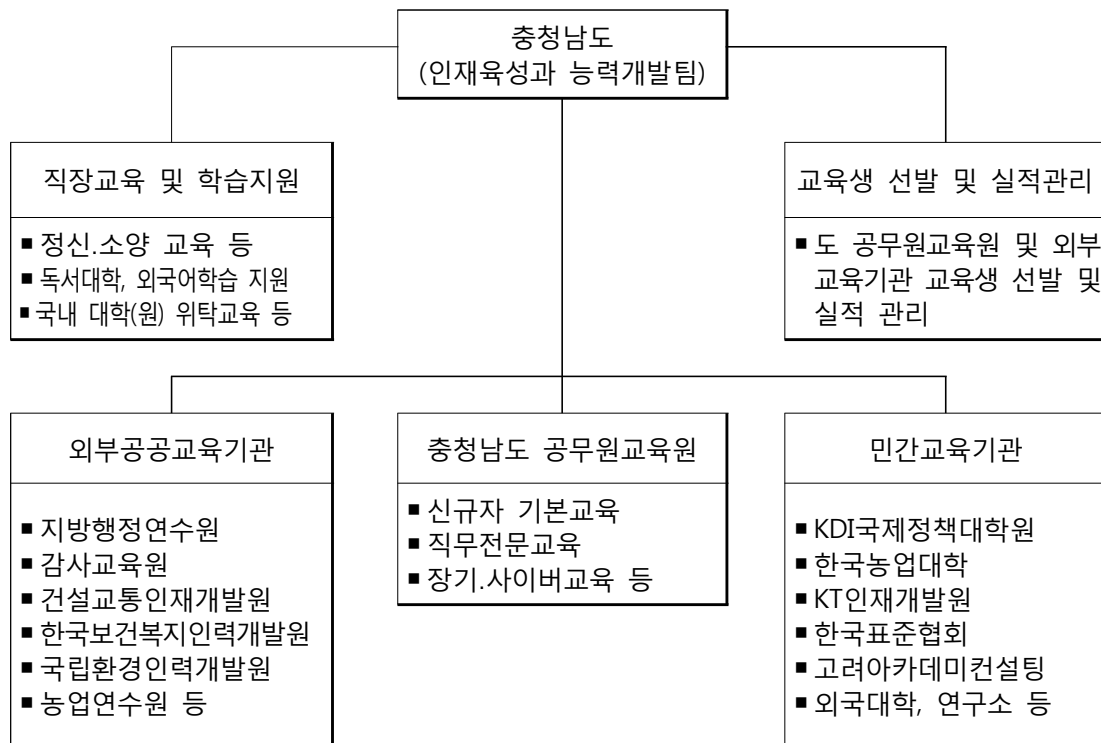 충청남도
(인재육성과 능력개발팀)
직장교육 및 학습지원
■ 정신.소양 교육 등
■ 독서대학, 외국어학습 지원
■ 국내 대학(원) 위탁교육 등
교육생 선발 및 실적관리
■ 도 공무원교육원 및 외부
교육기관 교육생 선발 및
실적 관리
외부공공교육기관
■ 지방행정연수원
■ 감사교육원
■ 건설교통인재개발원
■ 한국보건복지인력개발원
■ 국립환경인력개발원
■ 농업연수원 등
충청남도 공무원교육원
■ 신규자 기본교육
■ 직무전문교육
■ 장기.사이버교육 등
민간교육기관
■ KDI국제정책대학원
■ 한국농업대학
■ KT인재개발원
■ 한국표준협회
■ 고려아카데미컨설팅
■ 외국대학, 연구소 등